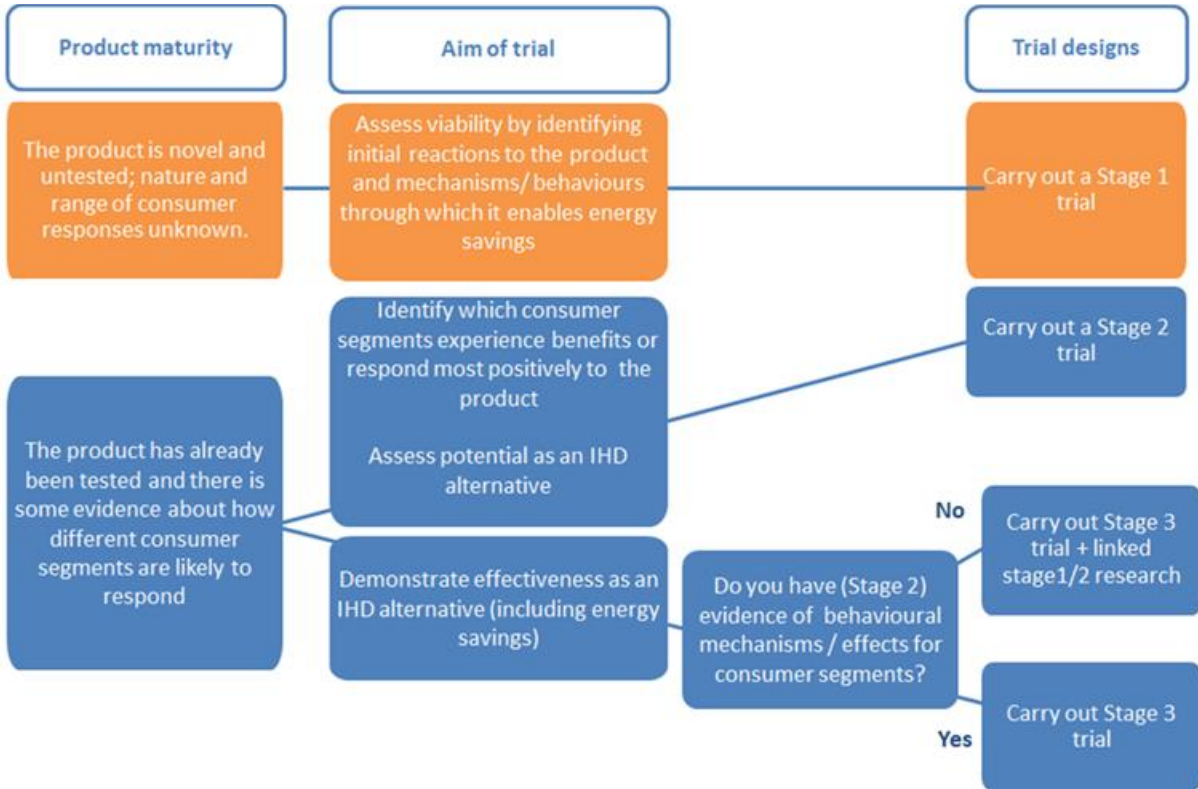 Product maturity
Aim of trial
Trial designs
The product is novel and
untested; nature and
range of consumer
responses unknown.
Assess viability by identifying
initial reactions to the product
and mechanisms/ behaviours
through which it enables energy
savings
Carry out a Stage 1
trial
The product has already
been tested and there is
some evidence about how
different consumer
segments are likely to
respond
Identify which consumer
segments experience benefits or
respond most positively to the
product
Assess potential as an IHD
alternative
Carry out a Stage 2
trial
Demonstrate effectiveness as an
IHD alternative (including energy
savings)
Do you have (Stage 2)
evidence of behavioural
mechanisms / effects for
consumer segments?
No
Carry out Stage 3
trial + linked
stage1/2 research
Yes
Carry out Stage 3
trial